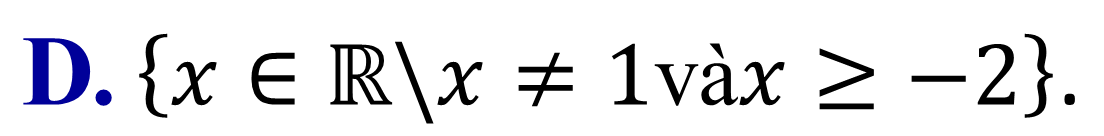 D. {x ∈ ℝ\x ≠ 1vàx ≥ −2}.